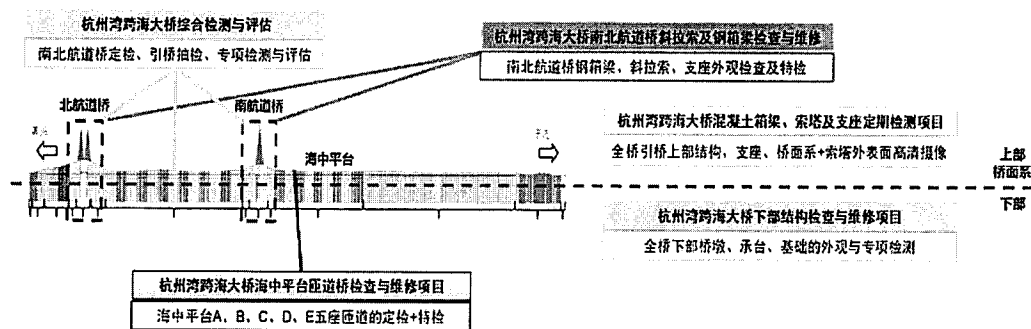 杭州湾跨海大桥综合检测与评估
南北航道桥定检、引桥抽检、专项检测与评估
杭州湾跨海大桥南北航道桥斜拉索及钢箱梁检查与维修
南北航道桥钢箱梁、斜拉索、支座外观检查及特检
北航道桥
南航道桥
海中平台
杭州湾跨海大桥混凝土箱梁、索塔及支座定期检测项目
全桥引桥上部结构、支座、桥面系+索塔外表面高清摄像
上部
桥面系
下部
杭州湾跨海大桥下部结构检查与维修项目
全桥下部桥墩、承台、基础的外观与专项检测
杭州湾跨海大桥海中平台匝道桥检查与维修项目
海中平台A、B、C、D、E五座匝道的定检+特检